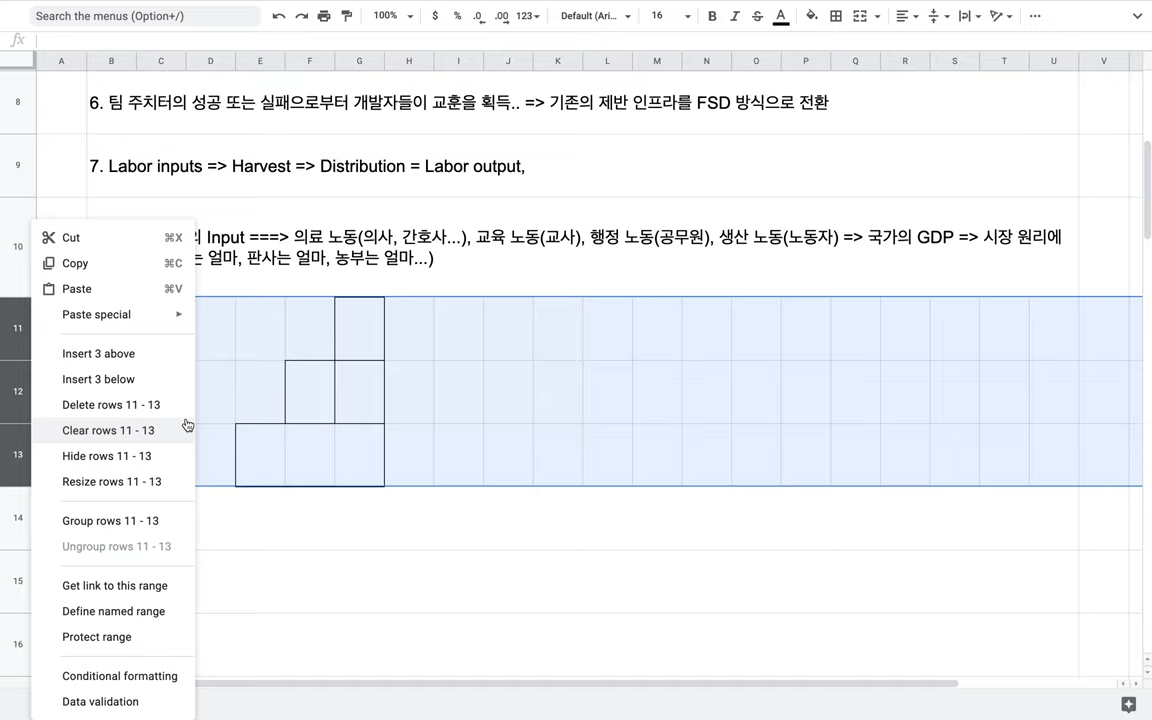 Search the menus (Option+/) 100% $ % .0 .00 123 Default (Ari... 16 B I S A
fx
A B C D E F G H I J K L M N O P Q R S T U V
8 6. 팀 주치터의 성공 또는 실패으로부터 개발자들이 교훈을 획득.. => 기존의 제반 인프라를 FSD 방식으로 전환
9 7. Labor inputs => Harvest => Distribution = Labor output,
10 Input ===> 의료 노동(의사, 간호사...), 교육 노동(교사), 행정 노동(공무원), 생산 노동(노동자) => 국가의 GDP => 시장 원리에
얼마, 판사는 얼마, 농부는 얼마...)
11
12
13
14
15
16
Cut ⌘X
Copy ⌘C
Paste ⌘V
Paste special
Insert 3 above
Insert 3 below
Delete rows 11 - 13
Clear rows 11 - 13
Hide rows 11 - 13
Resize rows 11 - 13
Group rows 11 - 13
Ungroup rows 11 - 13
Get link to this range
Define named range
Protect range
Conditional formatting
Data validation